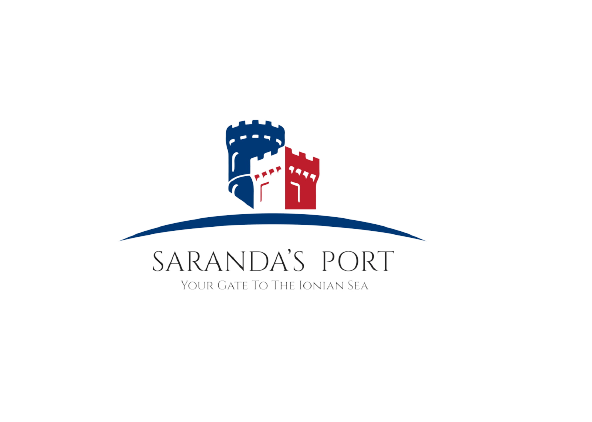 SARANDA'S PORT
YOUR GATE TO THE IONIAN SEA